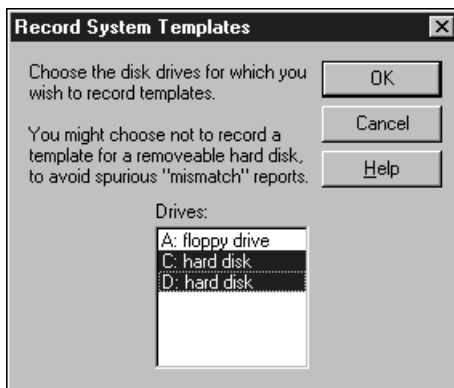 Record System Templates
Choose the disk drives for which you
wish to record templates.
You might choose not to record a
template for a removeable hard disk,
to avoid spurious "mismatch" reports.
OK
Cancel
Help
Drives:
A: floppy drive
C: hard disk
D: hard disk